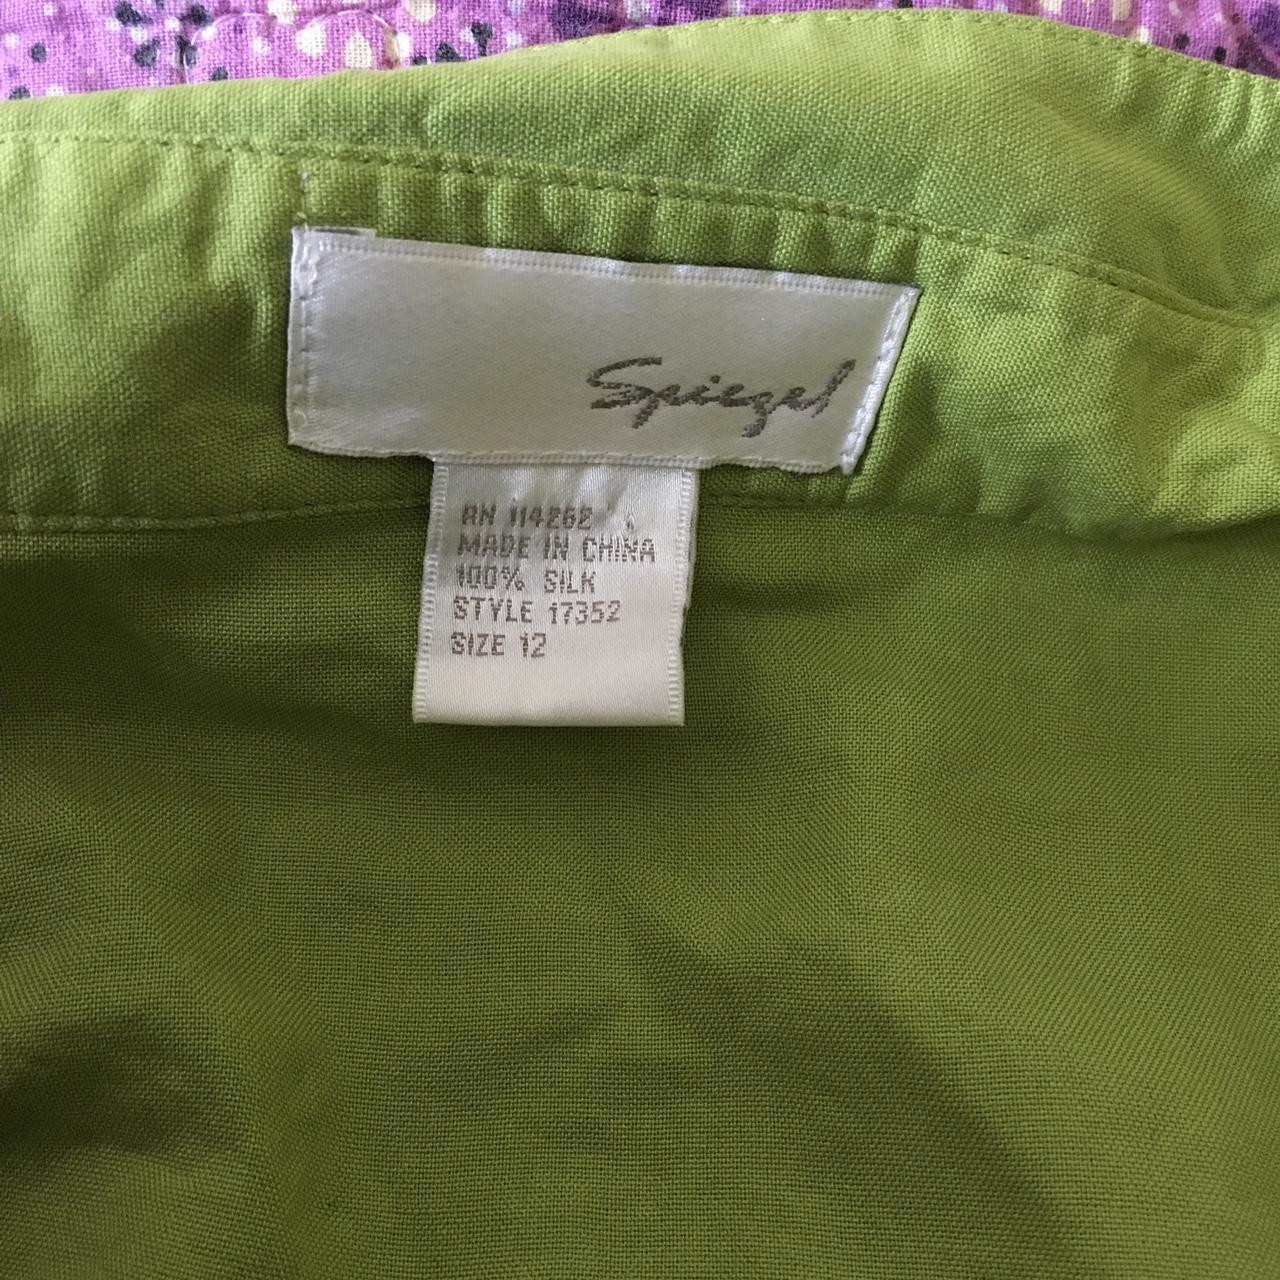 Spiegel
RN 114262
MADE IN CHINA
100% SILK
STYLE 17352
SIZE 12